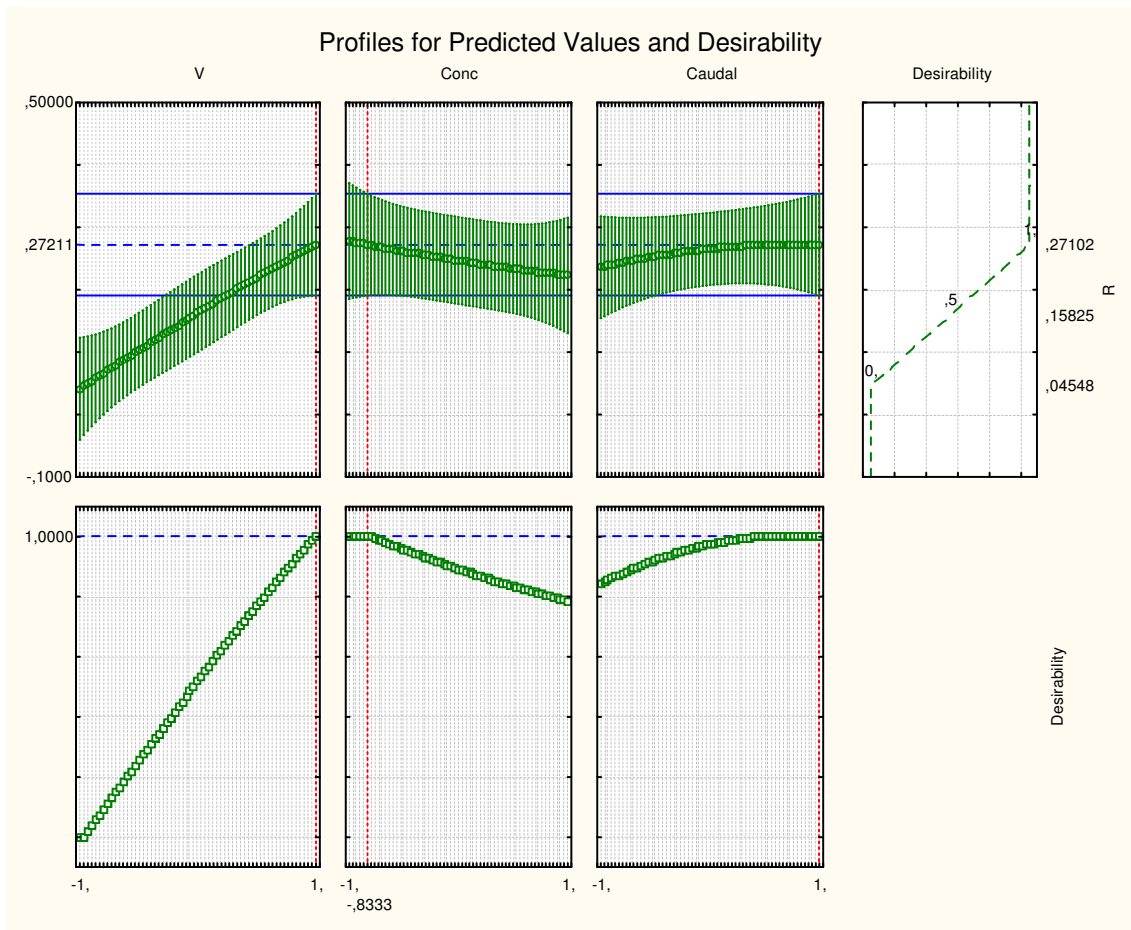 Profiles for Predicted Values and Desirability
V Conc Caudal Desirability
,50000
,27211
-,1000
1,
,5
0,
,27102
,15825
,04548
R
1,0000
Desirability
-1, 1, -1, 1, -1, 1,
-,8333